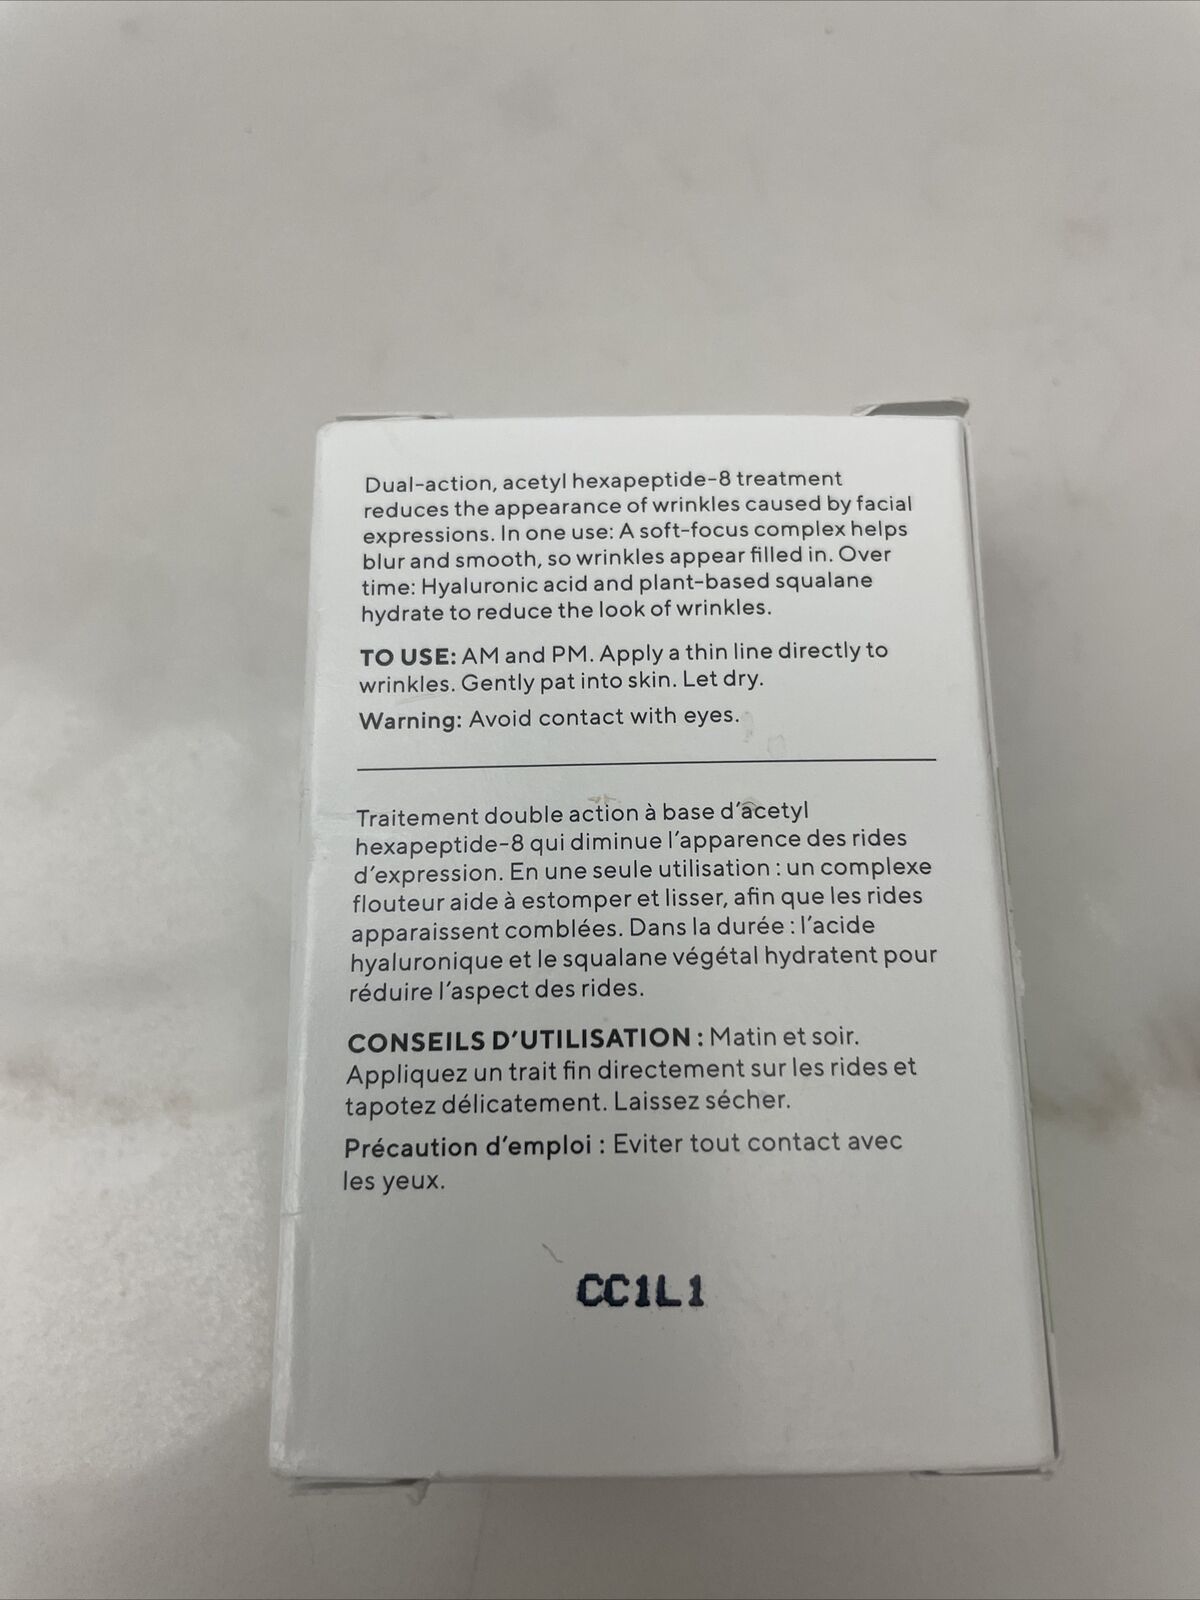 Dual-action, acetyl hexapeptide-8 treatment
reduces the appearance of wrinkles caused by facial
expressions. In one use: A soft-focus complex helps
blur and smooth, so wrinkles appear filled in. Over
time: Hyaluronic acid and plant-based squalane
hydrate to reduce the look of wrinkles.
TO USE: AM and PM. Apply a thin line directly to
wrinkles. Gently pat into skin. Let dry.
Warning: Avoid contact with eyes.
Traitement double action à base d'acetyl
hexapeptide-8 qui diminue l'apparence des rides
d'expression. En une seule utilisation : un complexe
flouteur aide à estomper et lisser, afin que les rides
apparaissent comblées. Dans la durée : l'acide
hyaluronique et le squalane végétal hydratent pour
réduire l'aspect des rides.
CONSEILS D'UTILISATION : Matin et soir.
Appliquez un trait fin directement sur les rides et
tapotez délicatement. Laissez sécher.
Précaution d'emploi : Eviter tout contact avec
les yeux.
CC1L1